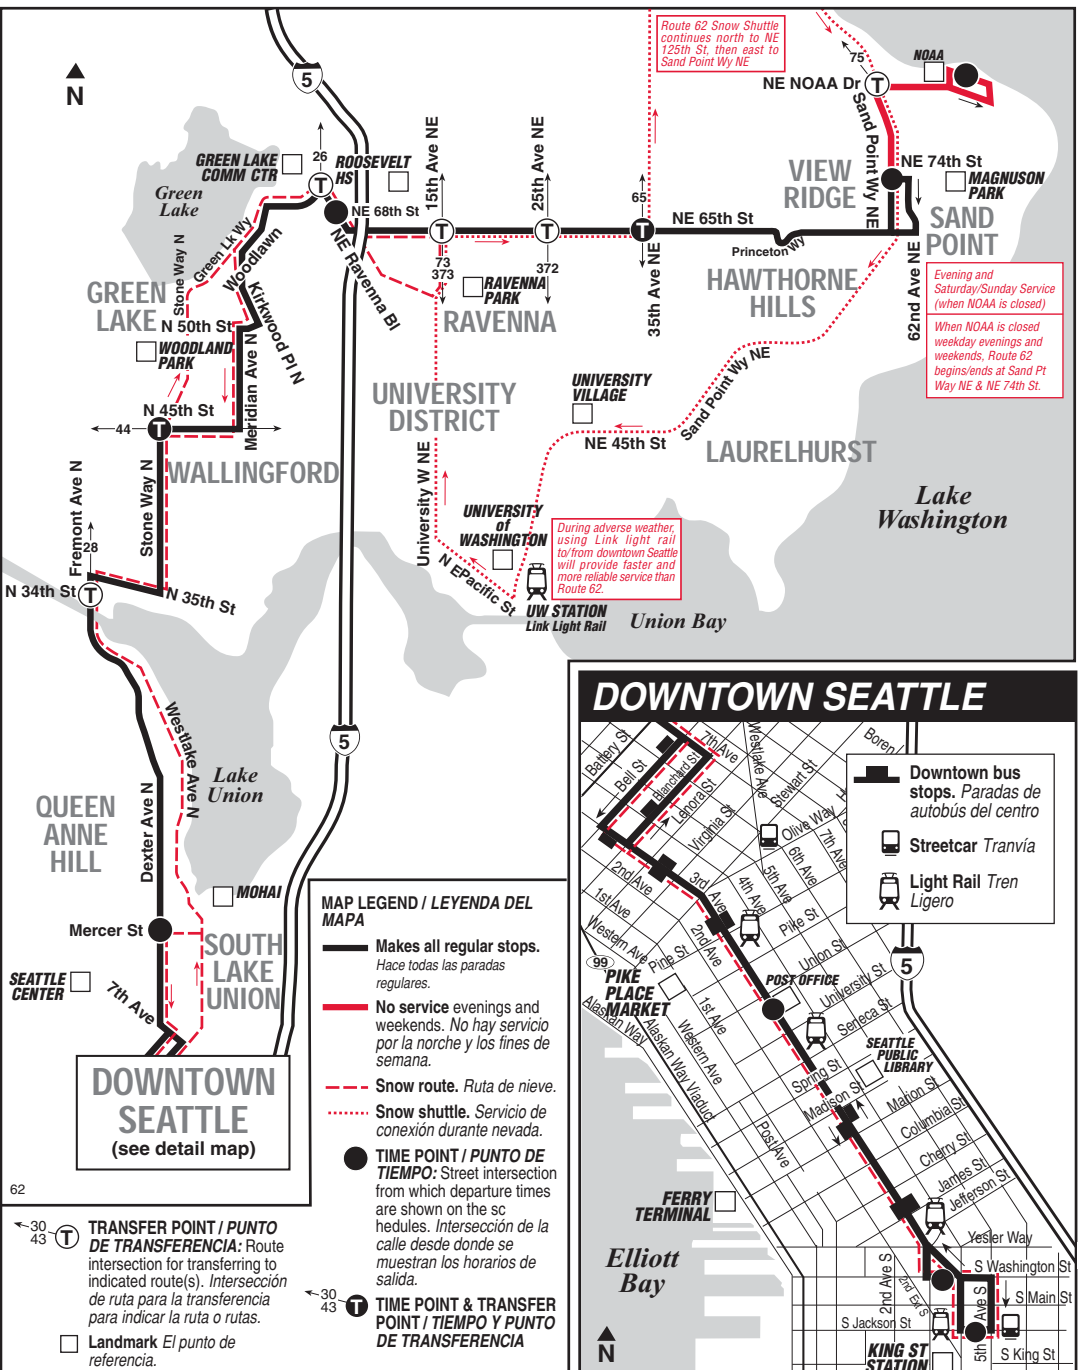 Route 62 Snow Shuttle
continues north to NE
125th St, then east to
Sand Point Wy NE
75
NOAA
NE NOAA Dr
T
5
N
GREEN LAKE
COMM CTR
26
ROOSEVELT
HS
T
Green
Lake
15th Ave NE
25th Ave NE
Sand Point Wy NE
VIEW
RIDGE
NE 74th St
MAGNUSON
PARK
SAND
POINT
NE 68th St
65
NE 65th St
T
T
T
Princeton Wy
Stone Way N
Green Lk Wy
Woodlawn
NE Ravenna Bl
73
373
372
35th Ave NE
62nd Ave NE
RAVENNA
PARK
RAVENNA
HAWTHORNE
HILLS
Evening and
Saturday/Sunday Service
(when NOAA is closed)
When NOAA is closed
weekday evenings and
weekends, Route 62
begins/ends at Sand Pt
Way NE & NE 74th St.
GREEN
LAKE
N 50th St
Kirkwood Pl N
WOODLAND
PARK
Meridian Ave N
UNIVERSITY
DISTRICT
UNIVERSITY
VILLAGE
Sand Point Wy NE
N 45th St
44
T
NE 45th St
LAURELHURST
WALLINGFORD
Fremont Ave N
Stone Way N
University W NE
UNIVERSITY
of
WASHINGTON
Lake
Washington
28
During adverse weather,
using Link light rail
to/from downtown Seattle
will provide faster and
more reliable service than
Route 62.
N EPacific St
N 34th St
T
N 35th St
UW STATION
Link Light Rail
Union Bay
Westlake Ave N
5
Lake
Union
QUEEN
ANNE
HILL
Dexter Ave N
MOHAI
Mercer St
SOUTH
LAKE
UNION
SEATTLE
CENTER
7th Ave
DOWNTOWN
SEATTLE
(see detail map)
62
MAP LEGEND / LEYENDA DEL
MAPA
Makes all regular stops.
Hace todas las paradas
regulares.
No service evenings and
weekends. No hay servicio
por la norche y los fines de
semana.
Snow route. Ruta de nieve.
Snow shuttle. Servicio de
conexión durante nevada.
TIME POINT / PUNTO DE
TIEMPO: Street intersection
from which departure times
are shown on the sc
hedules. Intersección de la
calle desde donde se
muestran los horarios de
salida.
30
43
T
TIME POINT & TRANSFER
POINT / TIEMPO Y PUNTO
DE TRANSFERENCIA
30
43
T
TRANSFER POINT / PUNTO
DE TRANSFERENCIA: Route
intersection for transferring to
indicated route(s). Intersección
de ruta para la transferencia
para indicar la ruta o rutas.
Landmark El punto de
referencia.
DOWNTOWN SEATTLE
Battery St
Bell St
Blanchard St
7th Ave
Westlake Ave
Boren
Lenora St
Virginia St
Stewart St
Olive Way
7th Ave
6th Ave
5th Ave
4th Ave
3rd Ave
2nd Ave
1st Ave
Western Ave
Downtown bus
stops. Paradas de
autobús del centro
Streetcar Tranvía
Light Rail Tren
Ligero
Pike St
Union St
Pine St
2nd Ave
99
PIKE
PLACE
MARKET
POST OFFICE
University St
Seneca St
5
Alaskan Way
Alaskan Way Viaduct
Western Ave
1st Ave
SEATTLE
PUBLIC
LIBRARY
Spring St
Madison St
Marion St
Columbia St
Post Ave
Cherry St
James St
Jefferson St
FERRY
TERMINAL
Yesler Way
Elliott
Bay
2nd Ave S
2nd Ext S
S Washington St
S Main St
S Jackson St
5th Ave S
S King St
KING ST
STATION
N